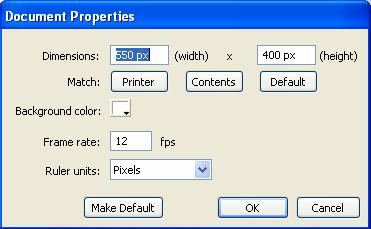 Document Properties
Dimensions: 550 px (width) x 400 px (height)
Match: Printer Contents Default
Background color:
Frame rate: 12 fps
Ruler units: Pixels
Make Default OK Cancel